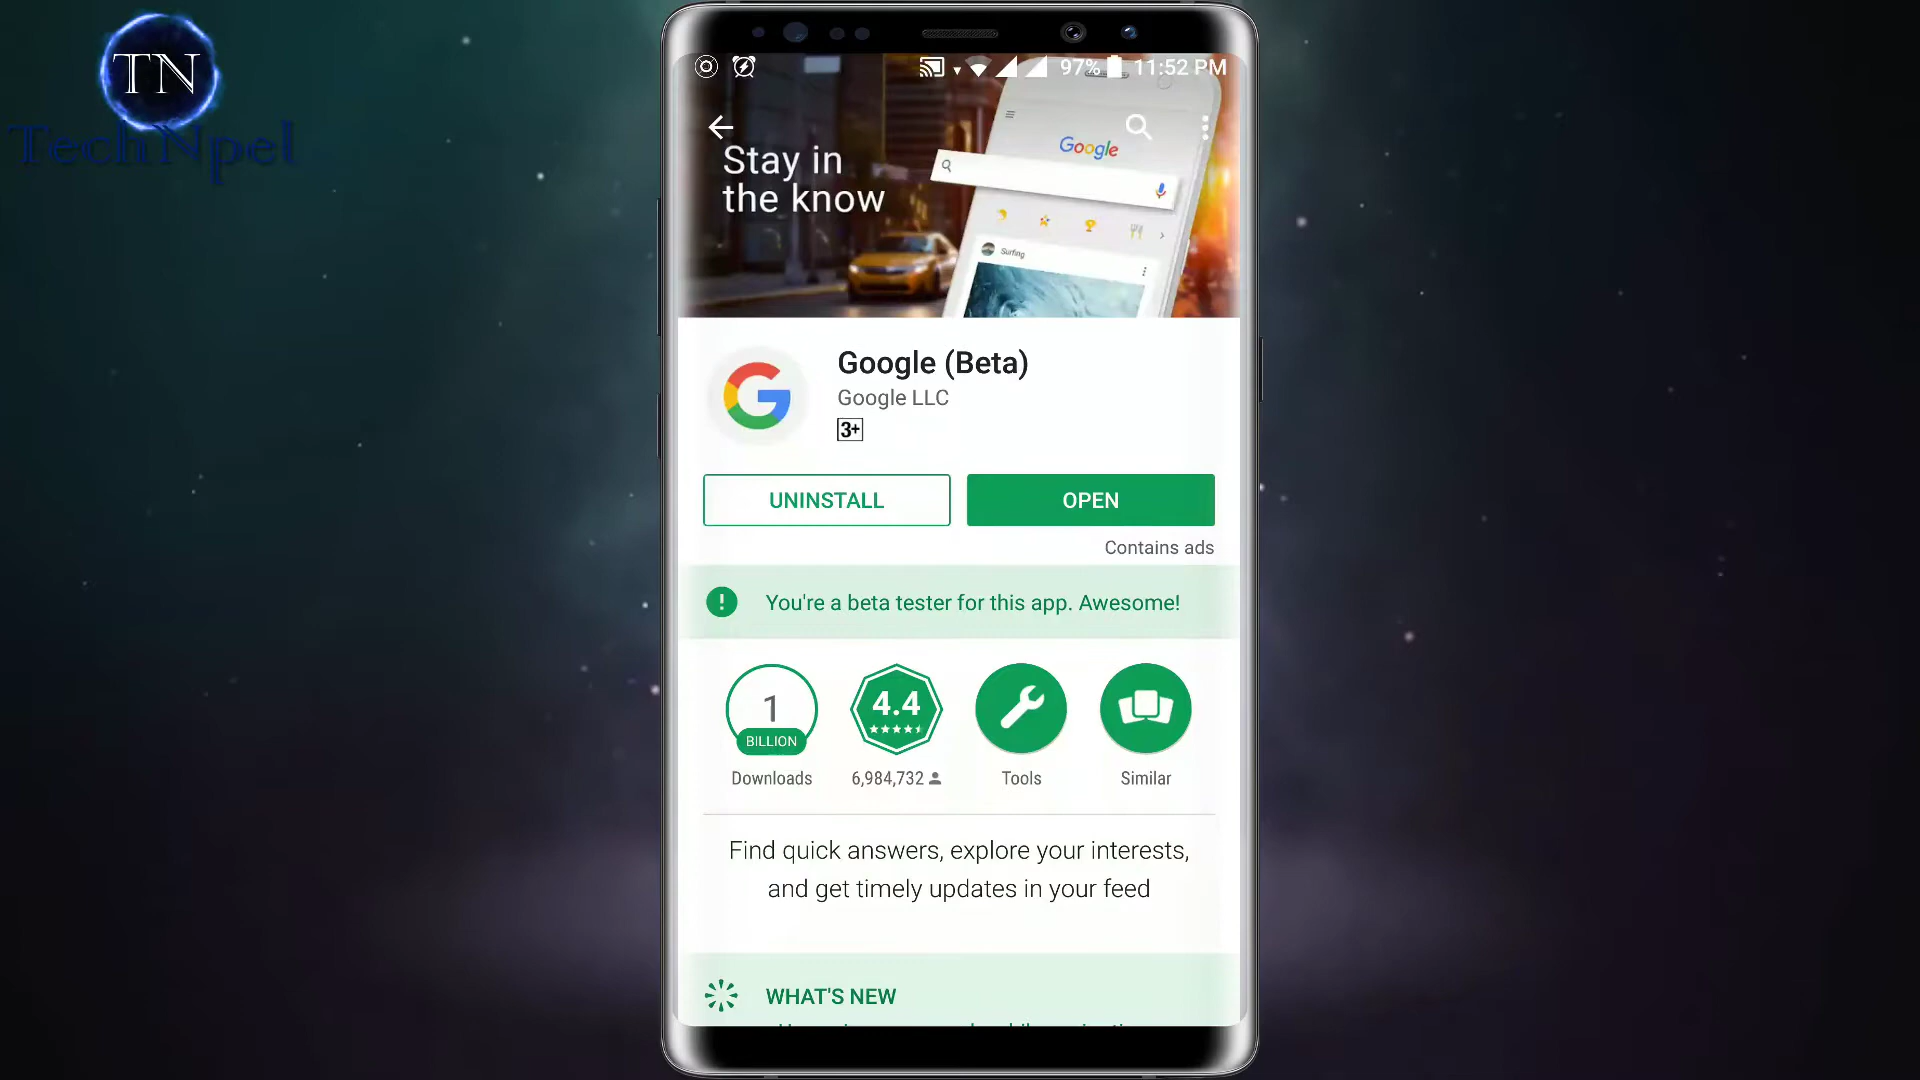 TN
TechNpel
97% 11:52 PM
Google
Stay in
the know
Surfing
Google (Beta)
Google LLC
3+
UNINSTALL
OPEN
Contains ads
You're a beta tester for this app. Awesome!
1
BILLION
4.4
Downloads
6,984,732
Tools
Similar
Find quick answers, explore your interests,
and get timely updates in your feed
WHAT'S NEW